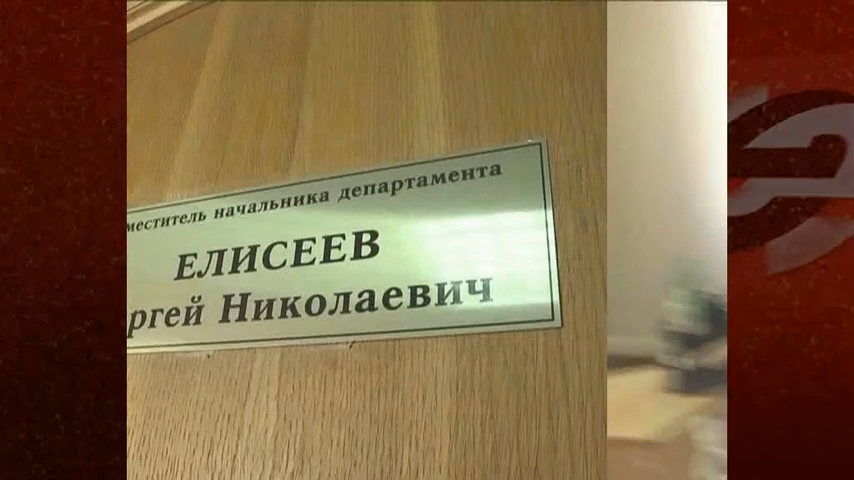 меститель начальника департамента
ЕЛИСЕЕВ
ргей Николаевич